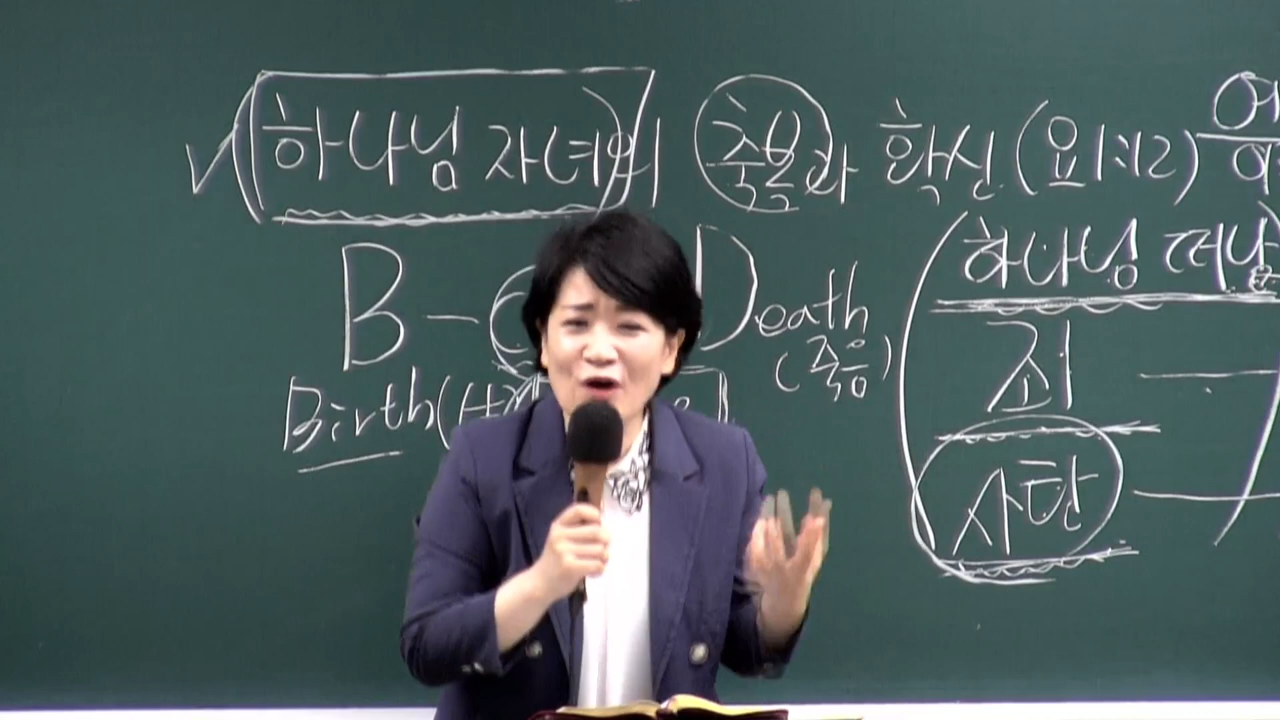 √(하나님 자녀)의 축복과 확신 (요1:12)
B - C D
eath
(죽음)
Birth(
하나님 떠남
죄
사탄